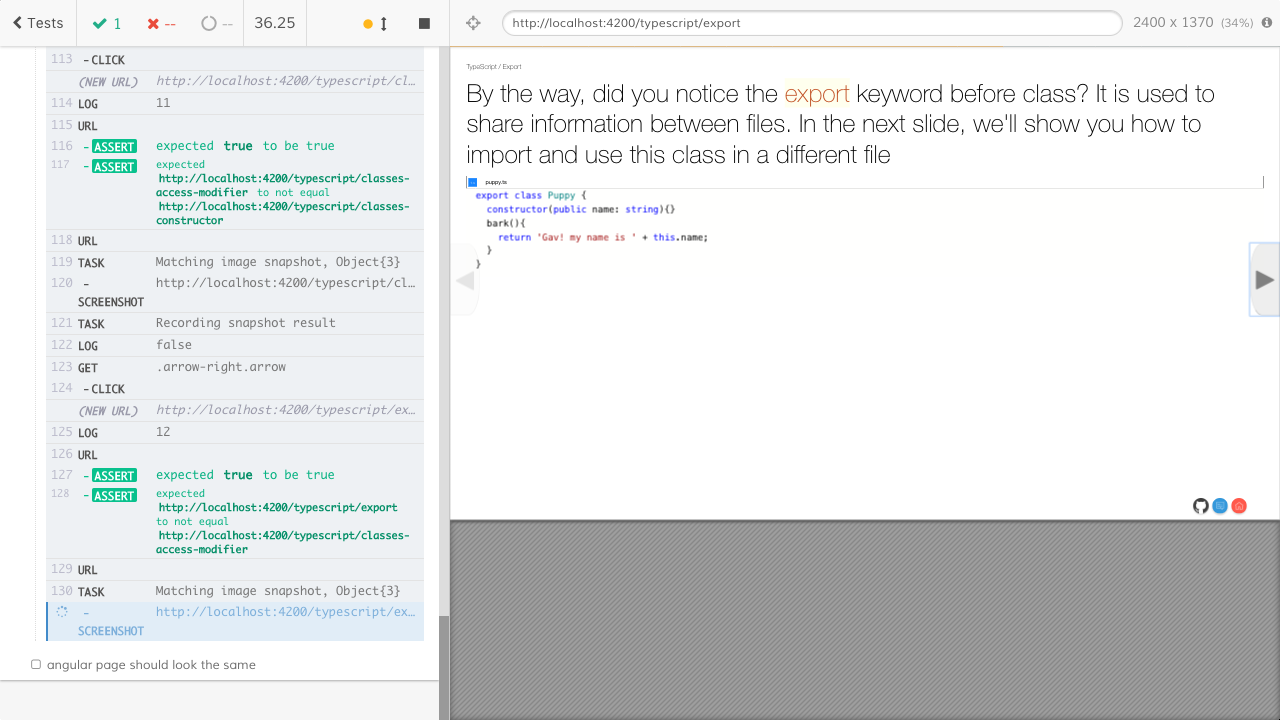 Tests
1
--
--
36.25
http://localhost:4200/typescript/export
2400 x 1370 (34%)
113 -CLICK
(NEW URL) http://localhost:4200/typescript/cl…
114 LOG 11
115 URL
116 -ASSERT expected true to be true
117 -ASSERT expected
http://localhost:4200/typescript/classes-
access-modifier to not equal
http://localhost:4200/typescript/classes-
constructor
118 URL
119 TASK Matching image snapshot, Object{3}
120 - http://localhost:4200/typescript/cl…
SCREENSHOT
121 TASK Recording snapshot result
122 LOG false
123 GET .arrow-right.arrow
124 -CLICK
(NEW URL) http://localhost:4200/typescript/ex…
125 LOG 12
126 URL
127 -ASSERT expected true to be true
128 -ASSERT expected
http://localhost:4200/typescript/export
to not equal
http://localhost:4200/typescript/classes-
access-modifier
129 URL
130 TASK Matching image snapshot, Object{3}
- http://localhost:4200/typescript/ex…
SCREENSHOT
angular page should look the same
TypeScript / Export
By the way, did you notice the export keyword before class? It is used to
share information between files. In the next slide, we'll show you how to
import and use this class in a different file
puppy.ts
export class Puppy {
constructor(public name: string){}
bark(){
return 'Gav! my name is ' + this.name;
}
}